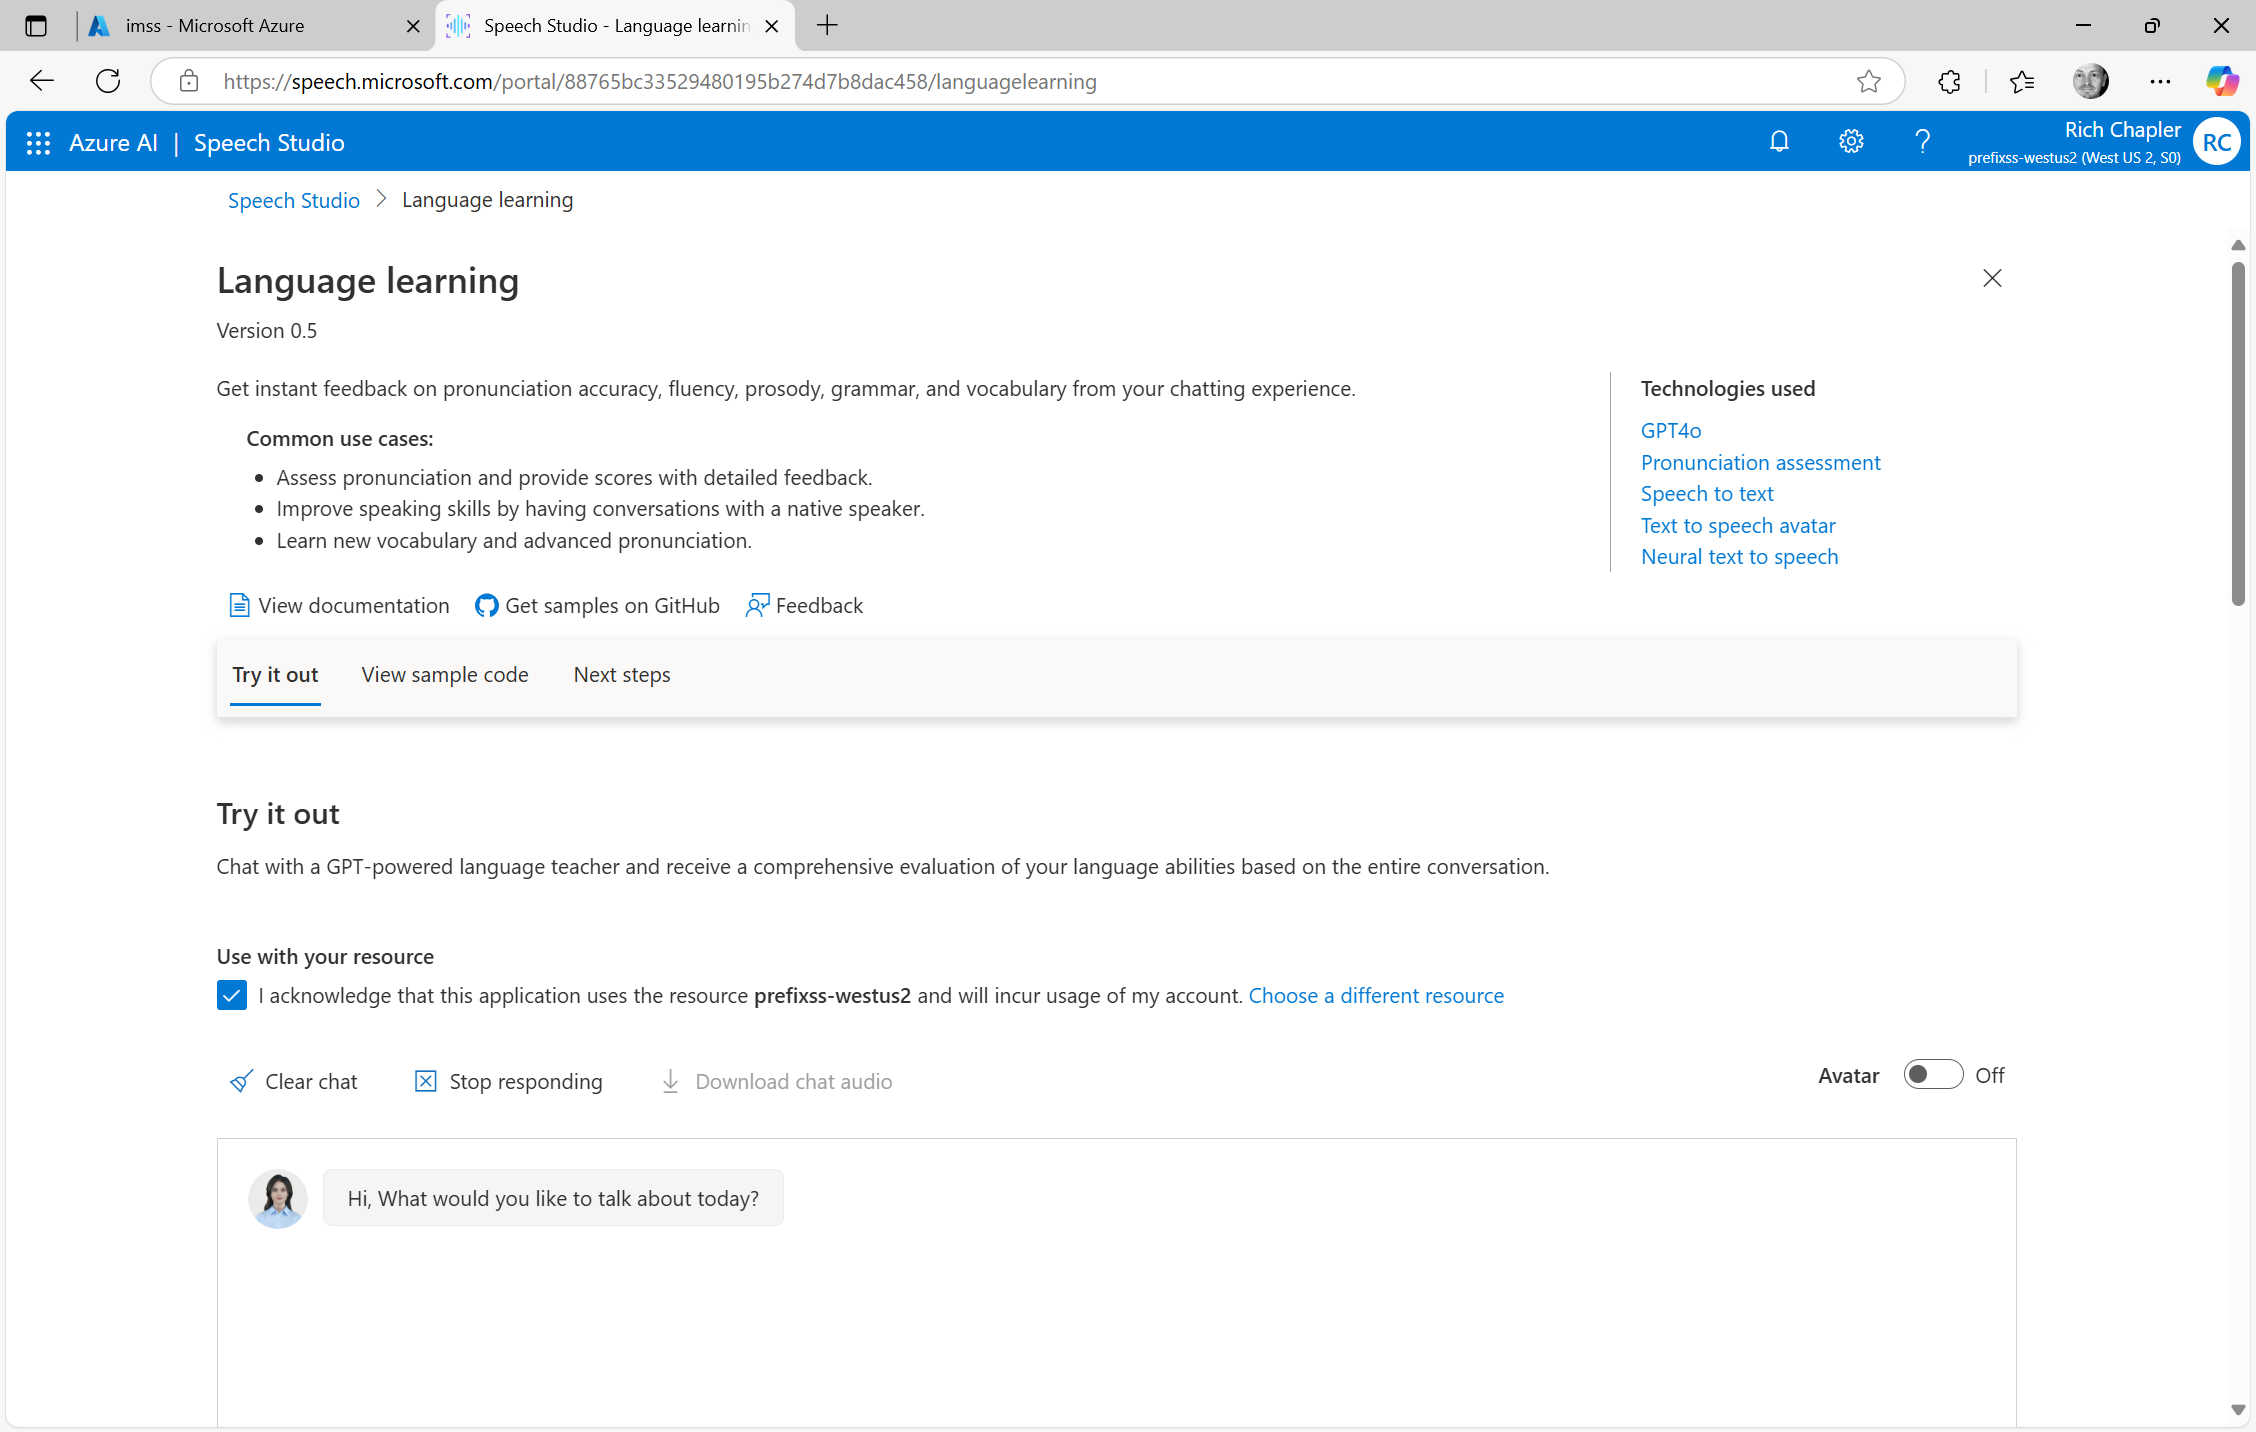 imss - Microsoft Azure
Speech Studio - Language learnin
https://speech.microsoft.com/portal/88765bc33529480195b274d7b8dac458/languagelearning
Azure AI | Speech Studio
Rich Chapler
prefixss-westus2 (West US 2, S0)
RC
Speech Studio > Language learning
Language learning
Version 0.5
Get instant feedback on pronunciation accuracy, fluency, prosody, grammar, and vocabulary from your chatting experience.
Common use cases:
• Assess pronunciation and provide scores with detailed feedback.
• Improve speaking skills by having conversations with a native speaker.
• Learn new vocabulary and advanced pronunciation.
Technologies used
GPT4o
Pronunciation assessment
Speech to text
Text to speech avatar
Neural text to speech
View documentation Get samples on GitHub Feedback
Try it out View sample code Next steps
Try it out
Chat with a GPT-powered language teacher and receive a comprehensive evaluation of your language abilities based on the entire conversation.
Use with your resource
I acknowledge that this application uses the resource prefixss-westus2 and will incur usage of my account. Choose a different resource
Clear chat Stop responding Download chat audio Avatar Off
Hi, What would you like to talk about today?